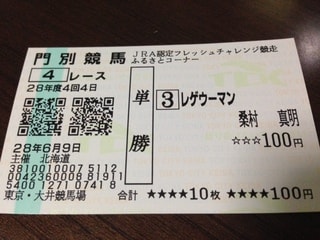 門別競馬
JRA認定フレッシュチャレンジ競走
ふるさとコーナー
4 レース
28年度4回4日
単勝
3 レゲウーマン
桑村 真明
☆☆☆100円
28年6月9日
主催 北海道
3810010007 5112
0042360008 81911
5400 1271 0741 8
東京・大井競馬場
合計 ★★★★10枚 ★★★★100円